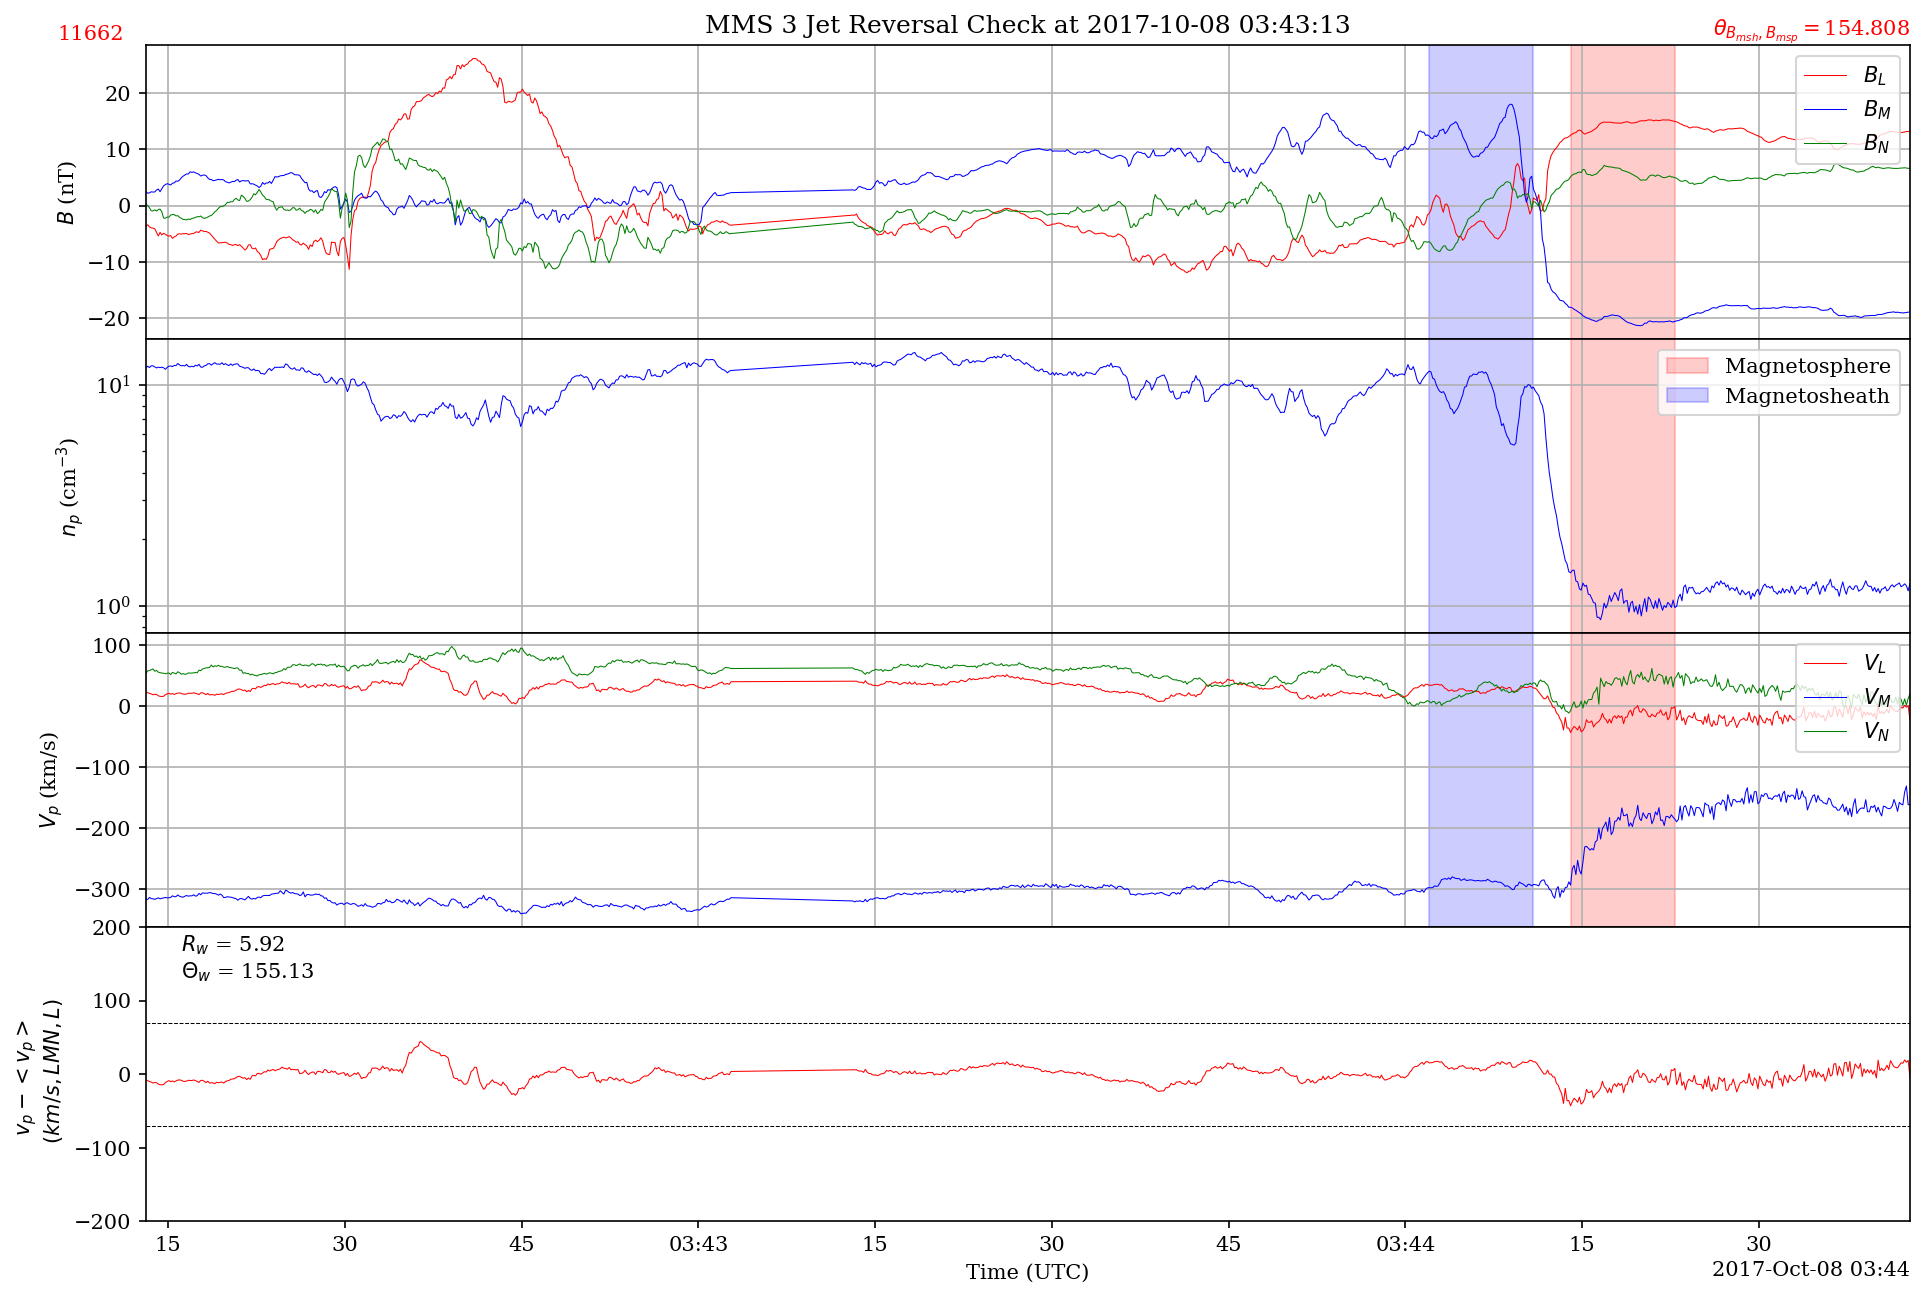 11662
MMS 3 Jet Reversal Check at 2017-10-08 03:43:13
θ_{B_{msh}, B_{msp}} = 154.808
B (nT)
20
10
0
−10
−20
B_L
B_M
B_N
n_p (cm^{−3})
10^1
10^0
Magnetosphere
Magnetosheath
V_p (km/s)
100
0
−100
−200
−300
V_L
V_M
V_N
v_p − < v_p >
(km/s, LMN, L)
200
100
0
−100
−200
R_w = 5.92
Θ_w = 155.13
15 30 45 03:43 15 30 45 03:44 15 30
Time (UTC)
2017-Oct-08 03:44